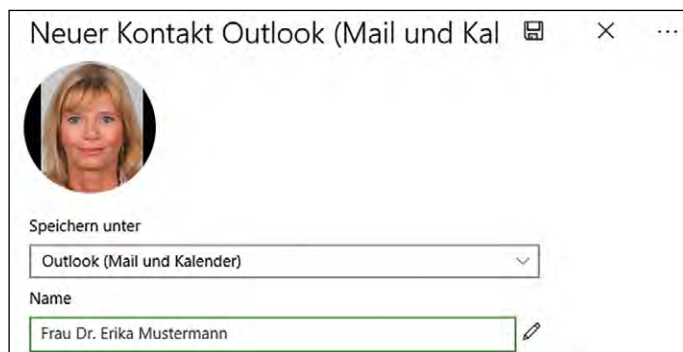 Neuer Kontakt Outlook (Mail und Kal
Speichern unter
Outlook (Mail und Kalender)
Name
Frau Dr. Erika Mustermann